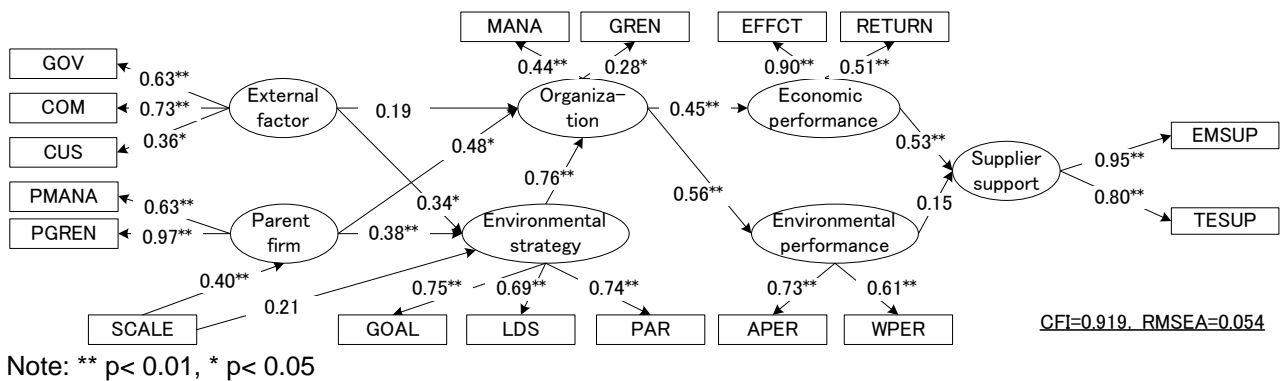 MANA GREN EFFCT RETURN
GOV
0.63** 0.44** 0.28* 0.90** 0.51**
COM 0.73** External
factor 0.19 Organiza-
tion 0.45** Economic
performance
CUS 0.36* 0.48* 0.53** EMSUP
0.95**
Supplier
support
PMANA 0.63** 0.76** 0.56** 0.80**
0.34* 0.15
PGREN 0.97** Parent
firm 0.38** Environmental
strategy Environmental
performance TESUP
0.40** 0.21 0.75** 0.69** 0.74** 0.73** 0.61**
SCALE GOAL LDS PAR APER WPER CFI=0.919, RMSEA=0.054
Note: ** p< 0.01, * p< 0.05